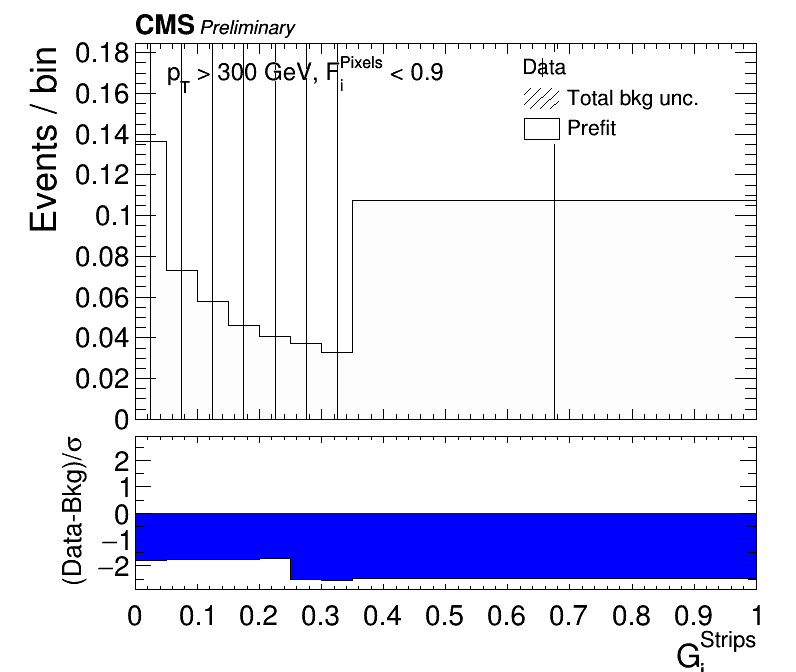 CMS Preliminary
p_T > 300 GeV, F_i^Pixels < 0.9
Data
Total bkg unc.
Prefit
Events / bin
0.18
0.16
0.14
0.12
0.1
0.08
0.06
0.04
0.02
0
(Data-Bkg)/σ
2
1
0
−1
−2
0 0.1 0.2 0.3 0.4 0.5 0.6 0.7 0.8 0.9 1
G_i^Strips